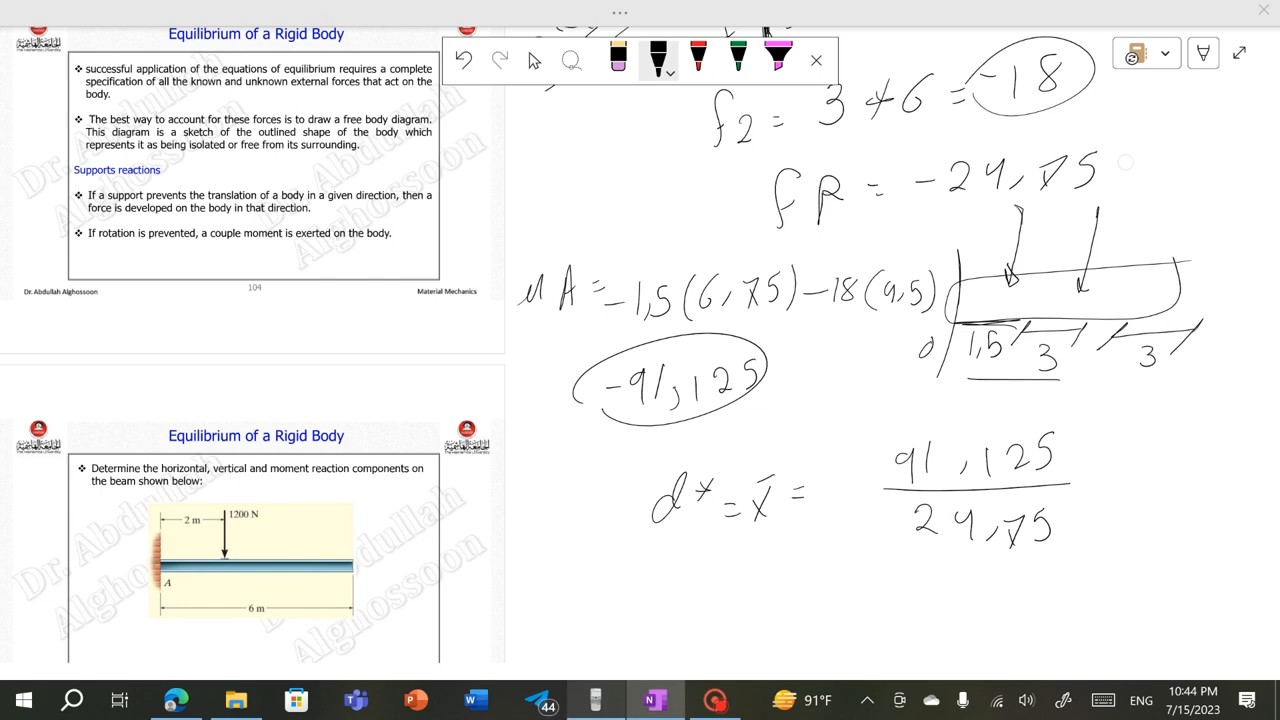 Equilibrium of a Rigid Body
❖ successful application of the equations of equilibrium requires a complete
specification of all the known and unknown external forces that act on the
body.
❖ The best way to account for these forces is to draw a free body diagram.
This diagram is a sketch of the outlined shape of the body which
represents it as being isolated or free from its surrounding.
Supports reactions
❖ If a support prevents the translation of a body in a given direction, then a
force is developed on the body in that direction.
❖ If rotation is prevented, a couple moment is exerted on the body.
Dr. Abdullah Alghossoon
104
Material Mechanics
Equilibrium of a Rigid Body
❖ Determine the horizontal, vertical and moment reaction components on
the beam shown below:
2 m
1200 N
A
6 m
f2 = 3 * 6 = -18
fR = -24,75
MA = -1,5(6,75) -18(4,5)
0
1,5
3
3
-91,125
dx = x̄ =
91,125
24,75
44
91°F
ENG
10:44 PM
7/15/2023